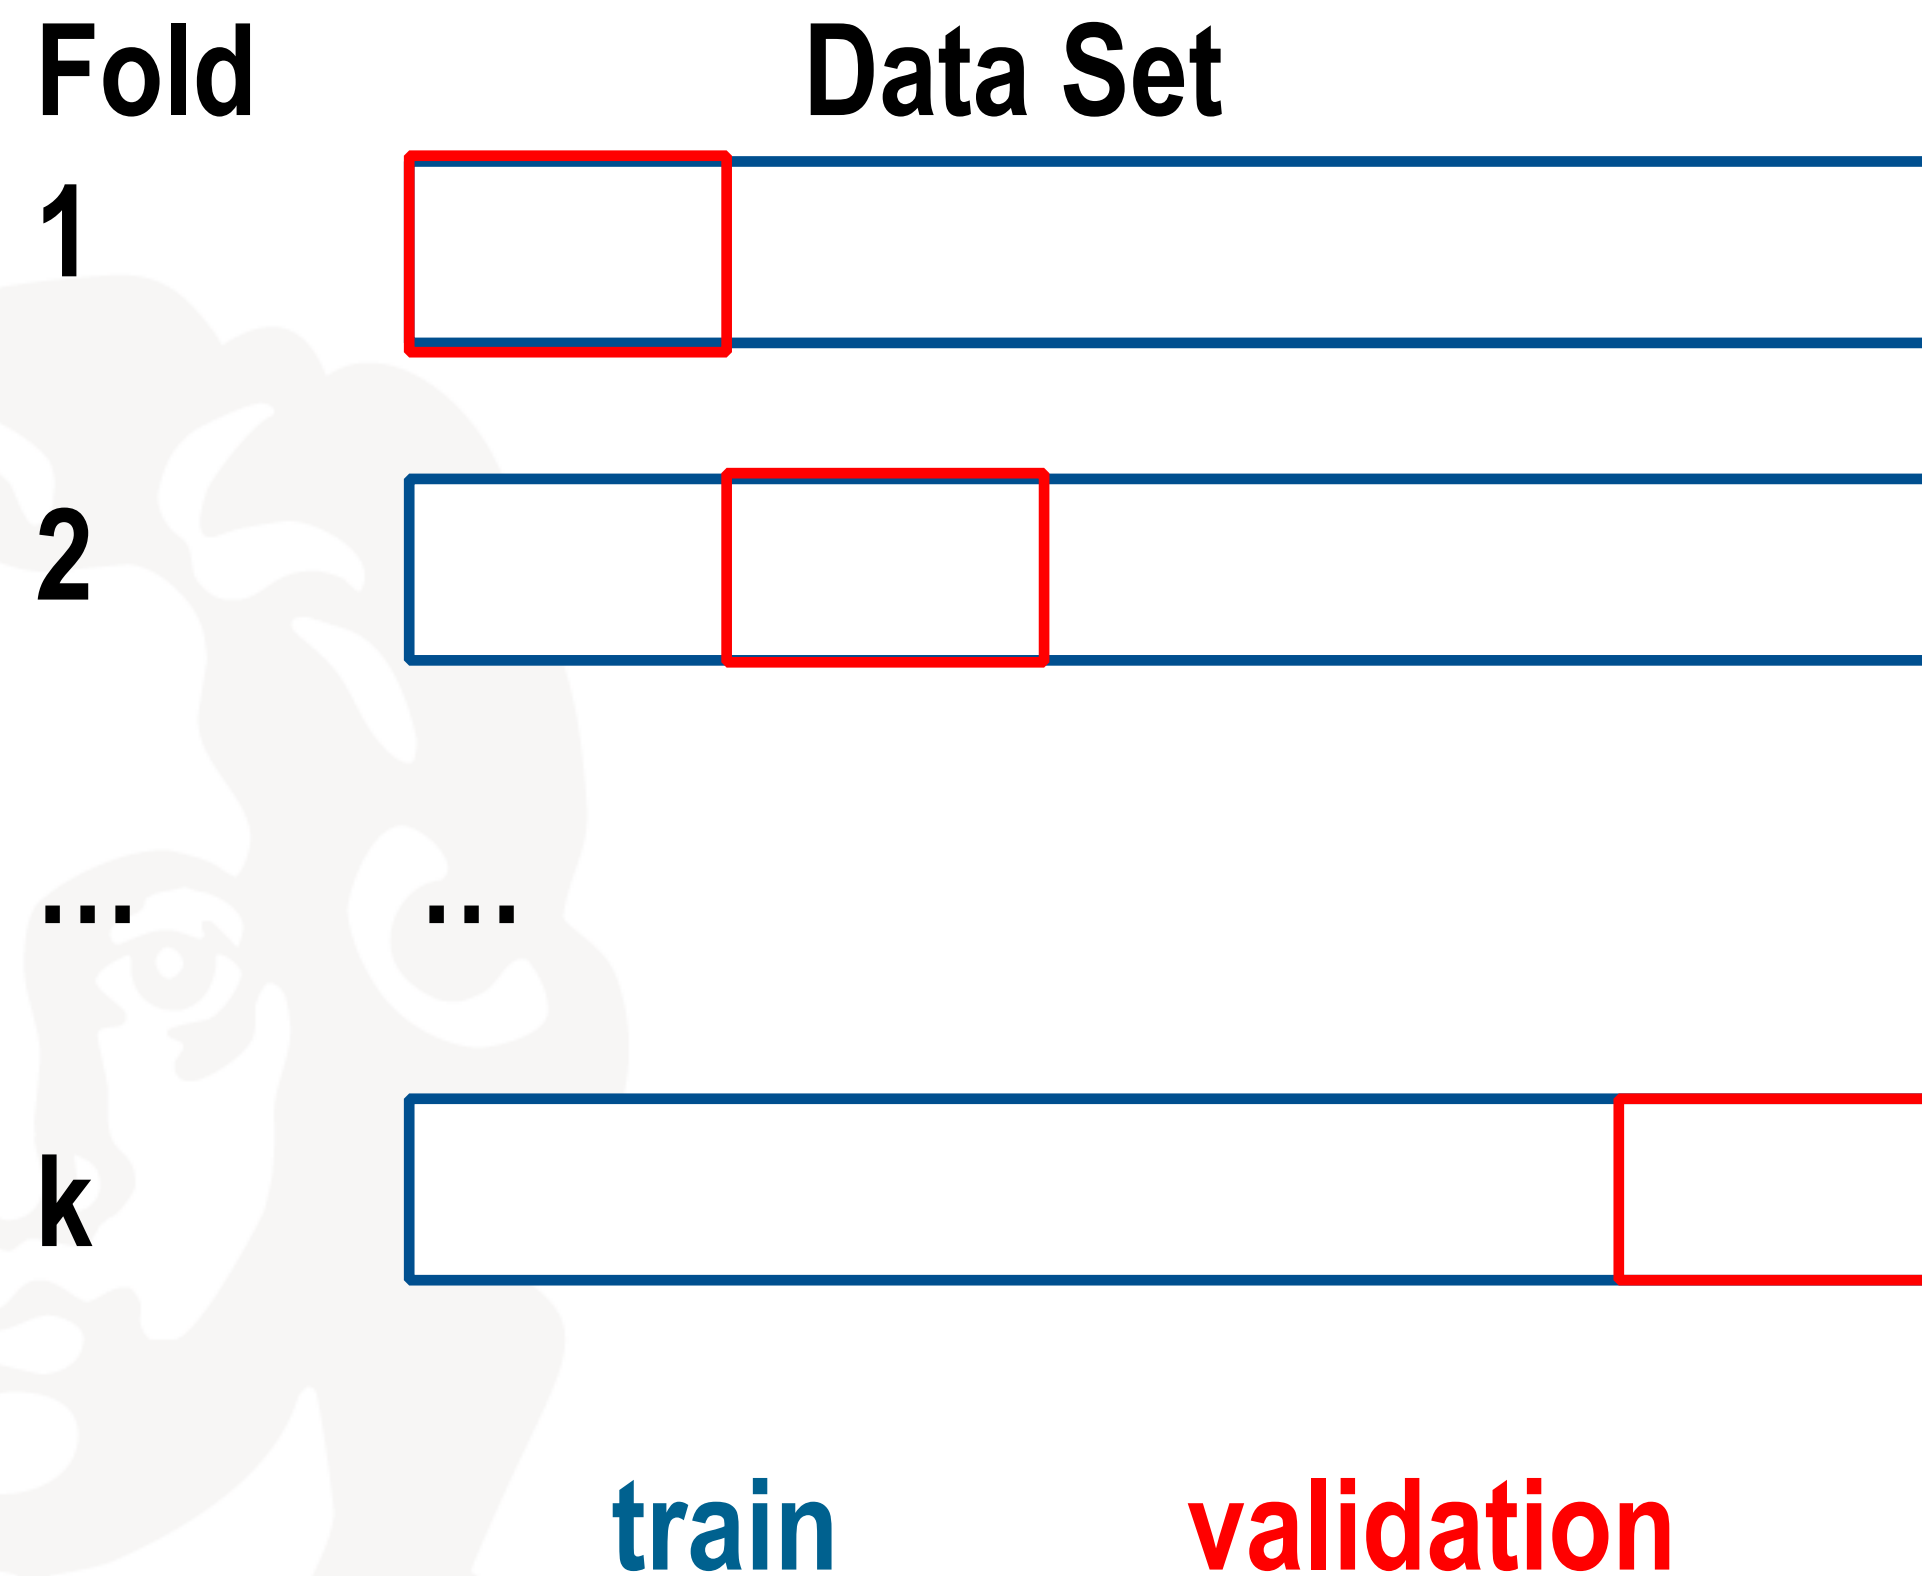 Fold Data Set
1
2
... ...
k
train validation